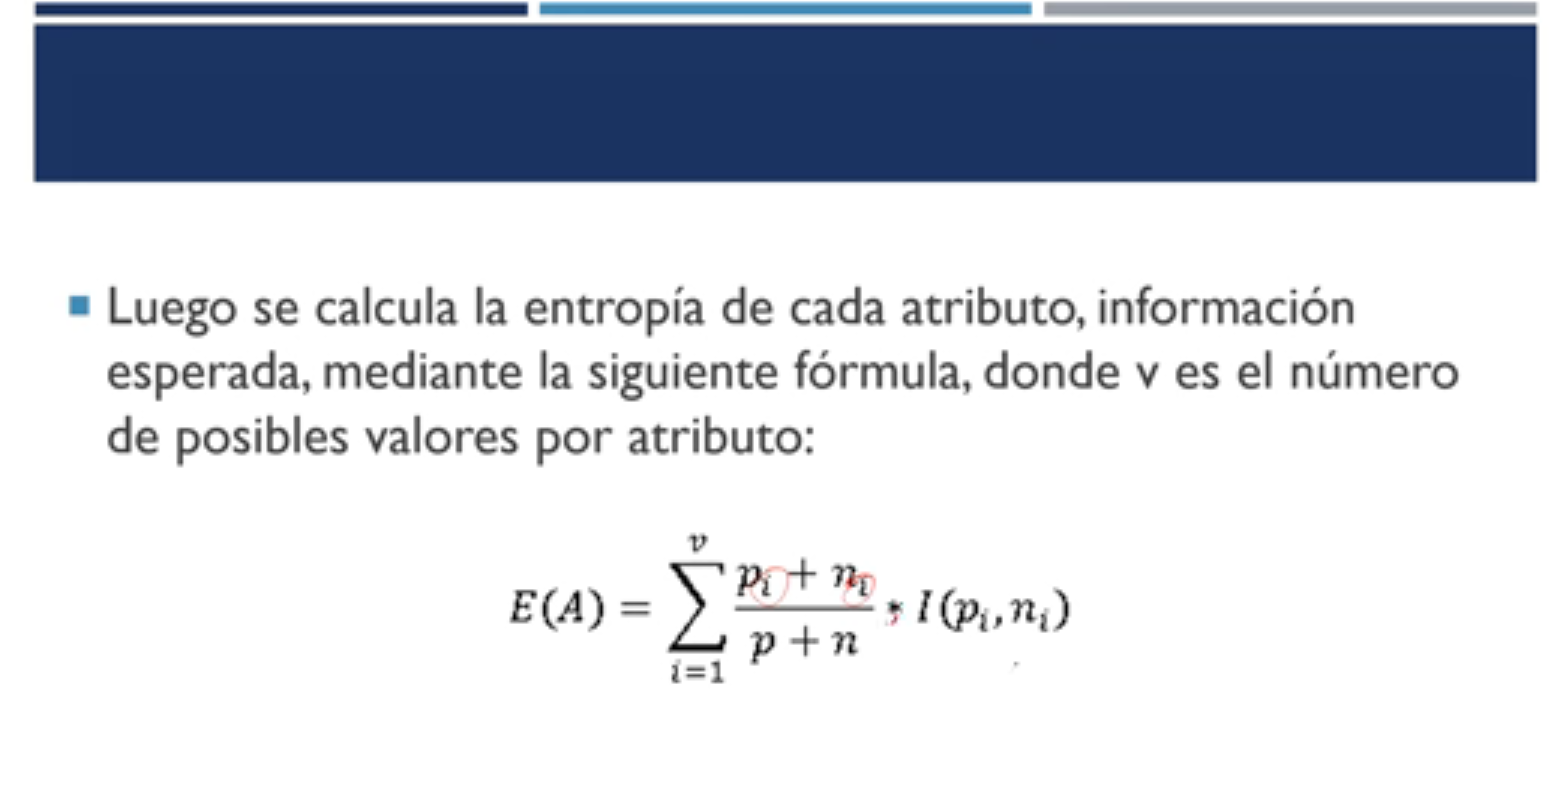 Luego se calcula la entropía de cada atributo, información
esperada, mediante la siguiente fórmula, donde v es el número
de posibles valores por atributo:
E(A) = \sum_{i=1}^{v} \frac{p_i + n_i}{p + n} * I(p_i, n_i)